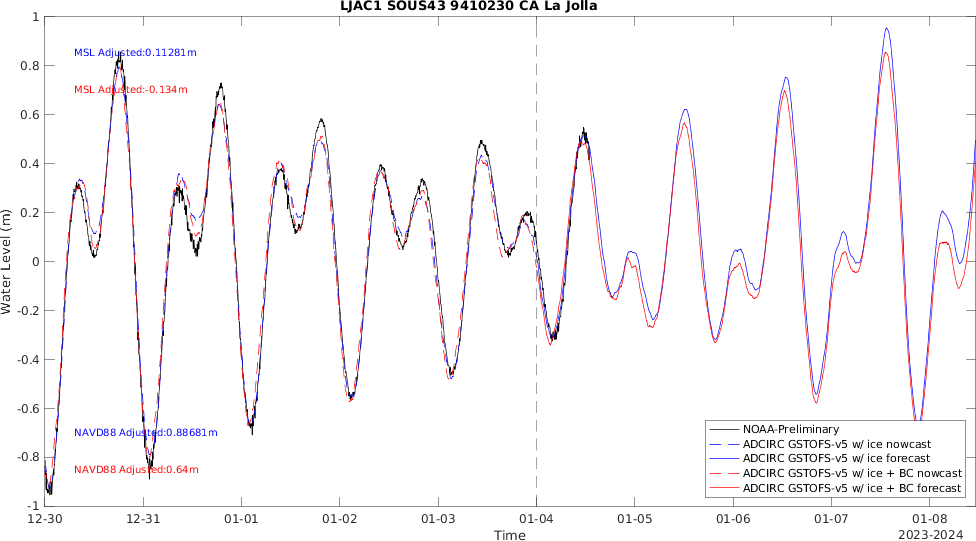 LJAC1 SOUS43 9410230 CA La Jolla
Water Level (m)
1
0.8
0.6
0.4
0.2
0
-0.2
-0.4
-0.6
-0.8
-1
MSL Adjusted:0.11281m
MSL Adjusted:-0.134m
NAVD88 Adjusted:0.88681m
NAVD88 Adjusted:0.64m
NOAA-Preliminary
ADCIRC GSTOFS-v5 w/ ice nowcast
ADCIRC GSTOFS-v5 w/ ice forecast
ADCIRC GSTOFS-v5 w/ ice + BC nowcast
ADCIRC GSTOFS-v5 w/ ice + BC forecast
12-30 12-31 01-01 01-02 01-03 01-04 01-05 01-06 01-07 01-08
Time
2023-2024